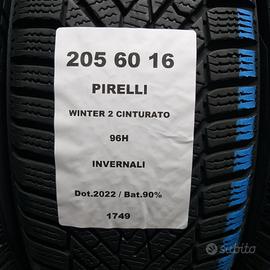 205 60 16
PIRELLI
WINTER 2 CINTURATO
96H
INVERNALI
Dot.2022 / Bat.90%
1749
subito